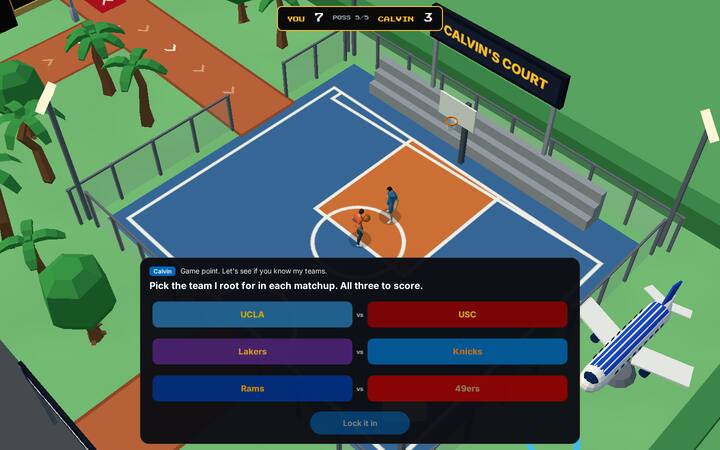 YOU 7 POSS 5/5 CALVIN 3
CALVIN'S COURT
Calvin Game point. Let's see if you know my teams.
Pick the team I root for in each matchup. All three to score.
UCLA vs USC
Lakers vs Knicks
Rams vs 49ers
Lock it in